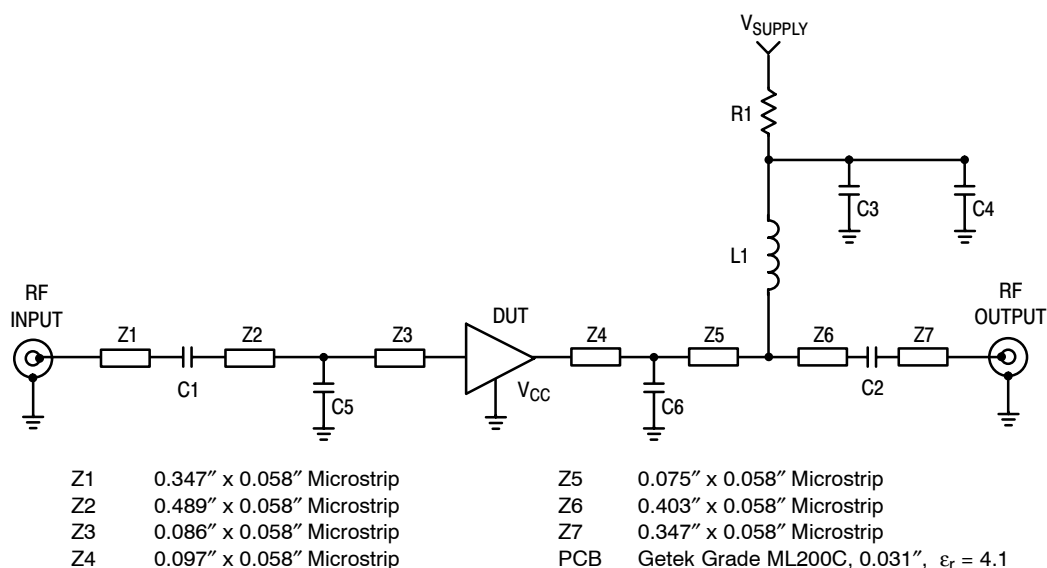 VSUPPLY
R1
C3
C4
L1
RF
INPUT
RF
OUTPUT
DUT
Z1
Z2
Z3
Z4
Z5
Z6
Z7
C1
C5
VCC
C6
C2
Z1 0.347″ x 0.058″ Microstrip
Z2 0.489″ x 0.058″ Microstrip
Z3 0.086″ x 0.058″ Microstrip
Z4 0.097″ x 0.058″ Microstrip
Z5 0.075″ x 0.058″ Microstrip
Z6 0.403″ x 0.058″ Microstrip
Z7 0.347″ x 0.058″ Microstrip
PCB Getek Grade ML200C, 0.031″, εr = 4.1